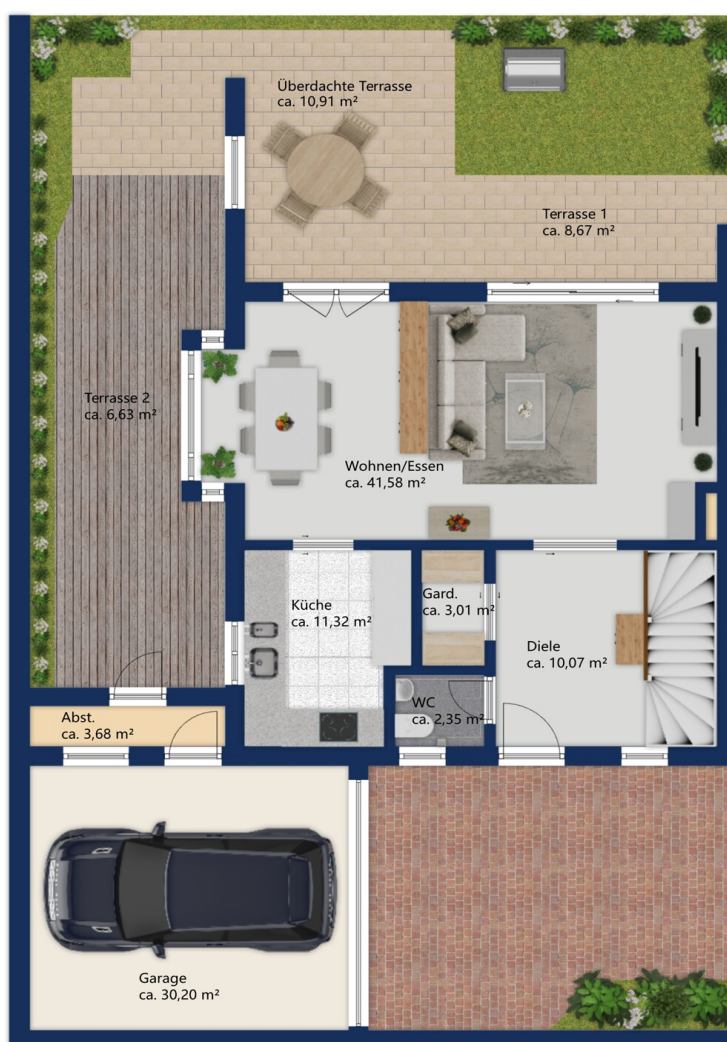 Überdachte Terrasse
ca. 10,91 m²
Terrasse 1
ca. 8,67 m²
Terrasse 2
ca. 6,63 m²
Wohnen/Essen
ca. 41,58 m²
Küche
ca. 11,32 m²
Gard.
ca. 3,01 m²
Diele
ca. 10,07 m²
WC
ca. 2,35 m²
Abst.
ca. 3,68 m²
Garage
ca. 30,20 m²